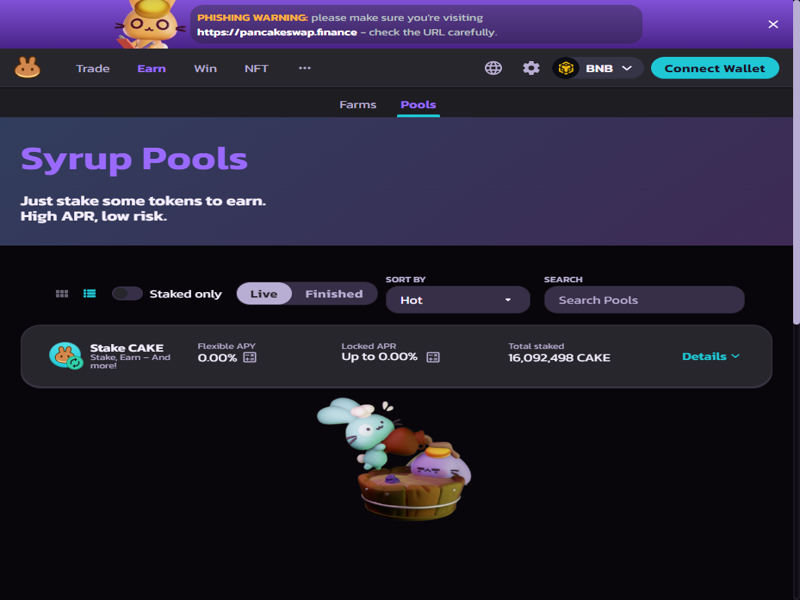 PHISHING WARNING: please make sure you're visiting
https://pancakeswap.finance - check the URL carefully.
Trade Earn Win NFT BNB Connect Wallet
Farms Pools
Syrup Pools
Just stake some tokens to earn.
High APR, low risk.
SORT BY SEARCH
Staked only Live Finished Hot Search Pools
Stake CAKE Flexible APY Locked APR Total staked
Stake, Earn – And 0.00% Up to 0.00% 16,092,498 CAKE Details
more!